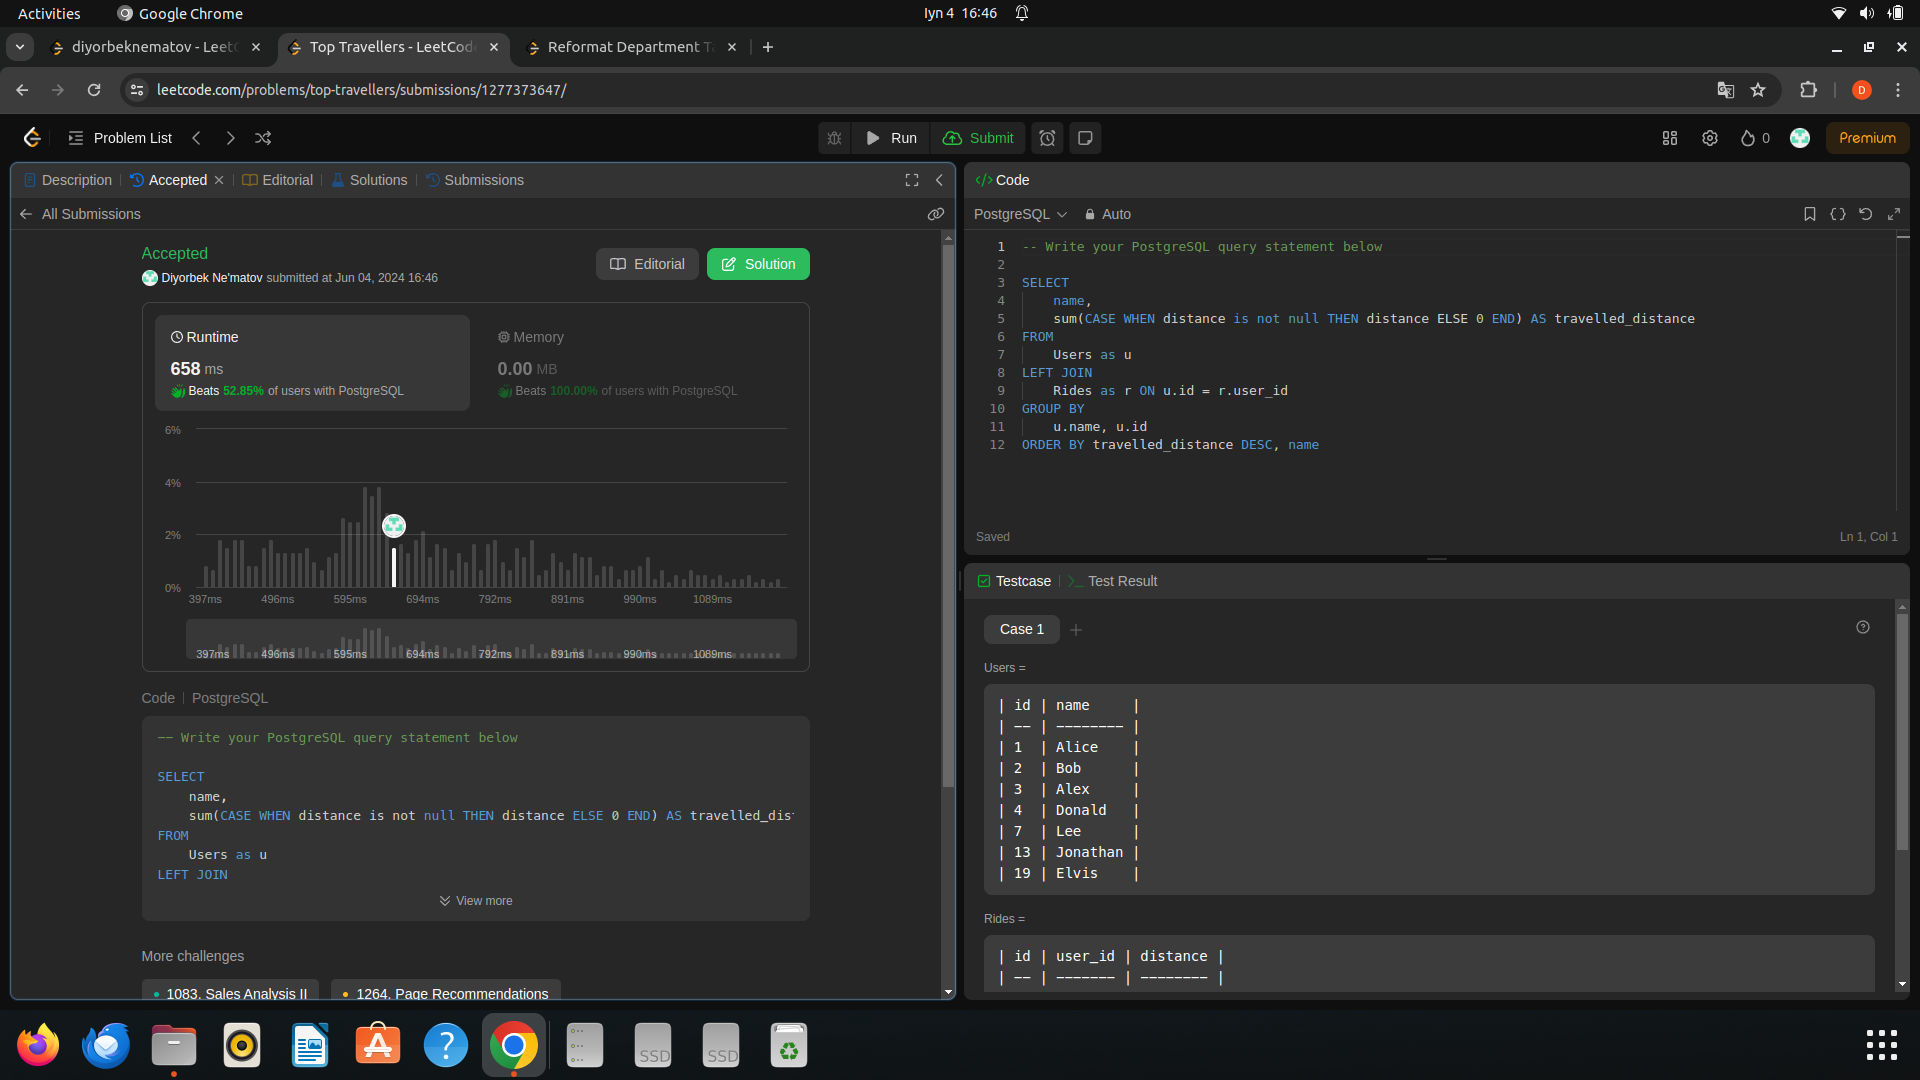 Activities
Google Chrome
Iyn 4 16:46
diyorbeknematov - LeetC
Top Travellers - LeetCod
Reformat Department T
leetcode.com/problems/top-travellers/submissions/1277373647/
D
Problem List
Run
Submit
0
Premium
Description
Accepted
Editorial
Solutions
Submissions
All Submissions
Accepted
Diyorbek Ne'matov submitted at Jun 04, 2024 16:46
Editorial
Solution
Runtime
658 ms
Beats 52.85% of users with PostgreSQL
Memory
0.00 MB
Beats 100.00% of users with PostgreSQL
6%
4%
2%
0%
397ms 496ms 595ms 694ms 792ms 891ms 990ms 1089ms
397ms 496ms 595ms 694ms 792ms 891ms 990ms 1089ms
Code | PostgreSQL
-- Write your PostgreSQL query statement below
SELECT
name,
sum(CASE WHEN distance is not null THEN distance ELSE 0 END) AS travelled_dis
FROM
Users as u
LEFT JOIN
View more
More challenges
1083. Sales Analysis II
1264. Page Recommendations
</> Code
PostgreSQL
Auto
1 -- Write your PostgreSQL query statement below
2
3 SELECT
4 name,
5 sum(CASE WHEN distance is not null THEN distance ELSE 0 END) AS travelled_distance
6 FROM
7 Users as u
8 LEFT JOIN
9 Rides as r ON u.id = r.user_id
10 GROUP BY
11 u.name, u.id
12 ORDER BY travelled_distance DESC, name
Saved
Ln 1, Col 1
Testcase
Test Result
Case 1
Users =
| id | name |
| -- | -------- |
| 1 | Alice |
| 2 | Bob |
| 3 | Alex |
| 4 | Donald |
| 7 | Lee |
| 13 | Jonathan |
| 19 | Elvis |
Rides =
| id | user_id | distance |
| -- | ------- | -------- |
SSD
SSD